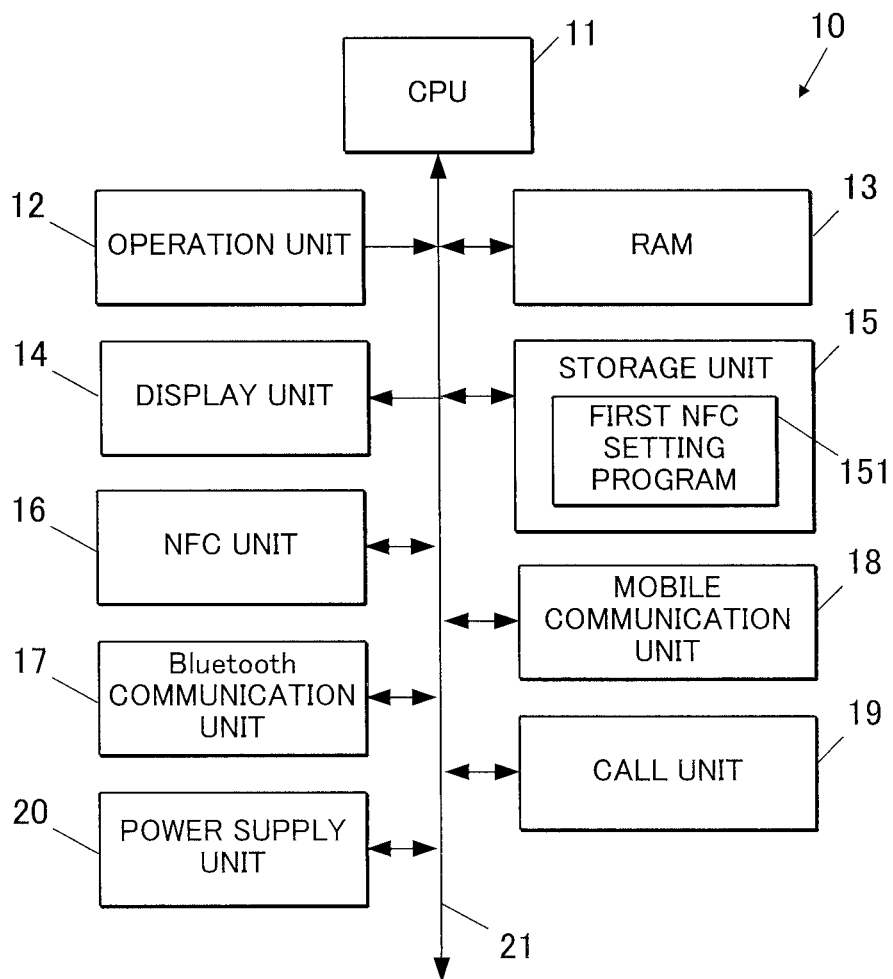 11
10
CPU
12
OPERATION UNIT
13
RAM
14
DISPLAY UNIT
15
STORAGE UNIT
FIRST NFC
SETTING
PROGRAM
151
16
NFC UNIT
18
MOBILE
COMMUNICATION
UNIT
17
Bluetooth
COMMUNICATION
UNIT
19
CALL UNIT
20
POWER SUPPLY
UNIT
21